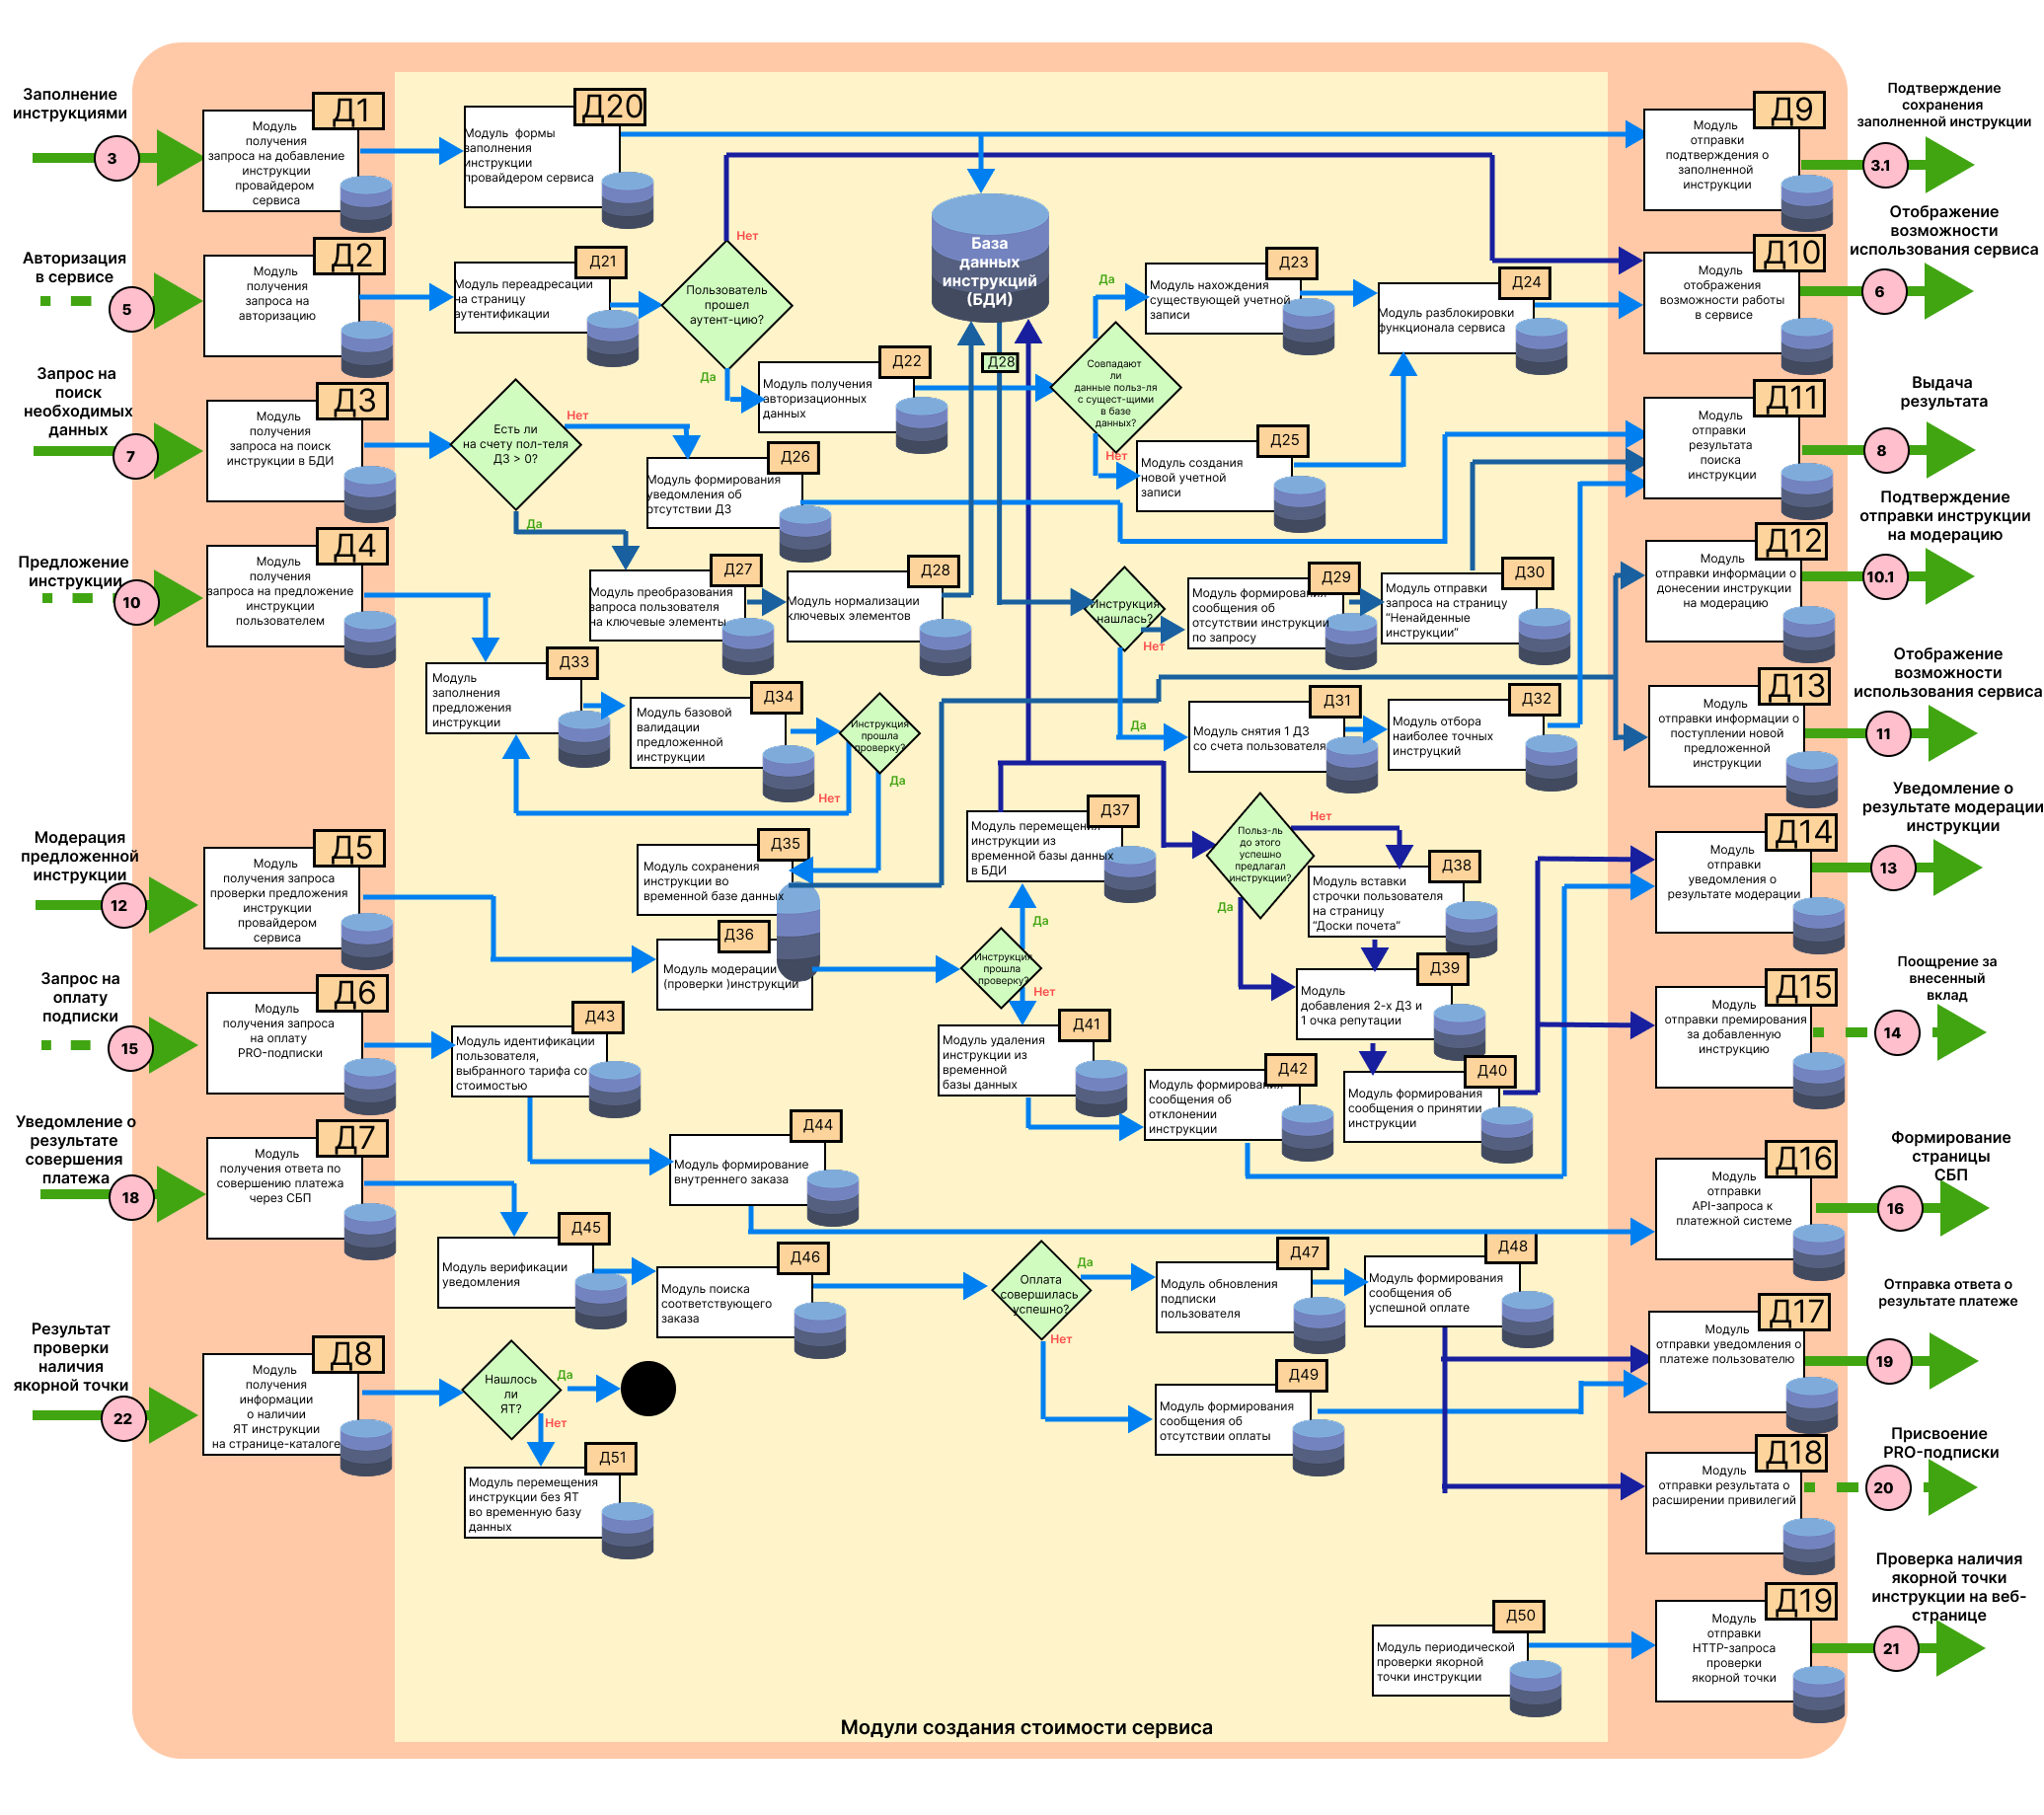 Заполнение
инструкциями
3
Д1
Модуль
получения
запроса на добавление
инструкции
провайдером
сервиса
Д20
Модуль формы
заполнения
инструкции
провайдером сервиса
Д9
Модуль
отправки
подтверждения о
заполненной
инструкции
Подтверждение
сохранения
заполненной инструкции
3.1
Авторизация
в сервисе
5
Д2
Модуль
получения
запроса на
авторизацию
Д21
Модуль переадресации
на страницу
аутентификации
Нет
Пользователь
прошел
аутент-цию?
Да
Д22
Модуль получения
авторизационных
данных
База
данных
инструкций
(БДИ)
Д28
Совпадают
ли
данные польз-ля
с сущест-щими
в базе
данных?
Да
Нет
Д23
Модуль нахождения
существующей учетной
записи
Д24
Модуль разблокировки
функционала сервиса
Д25
Модуль создания
новой учетной
записи
Д10
Модуль
отображения
возможности работы
в сервисе
Отображение
возможности
использования сервиса
6
Запрос на
поиск
необходимых
данных
7
Д3
Модуль
получения
запроса на поиск
инструкции в БДИ
Есть ли
на счету пол-теля
ДЗ > 0?
Нет
Да
Д26
Модуль формирования
уведомления об
отсутствии ДЗ
Д27
Модуль преобразования
запроса пользователя
на ключевые элементы
Д28
Модуль нормализации
ключевых элементов
Инструкция
нашлась?
Нет
Да
Д29
Модуль формирования
сообщения об
отсутствии инструкции
по запросу
Д30
Модуль отправки
запроса на страницу
“Ненайденные
инструкции”
Д31
Модуль снятия 1 ДЗ
со счета пользователя
Д32
Модуль отбора
наиболее точных
инструцкий
Д11
Модуль
отправки
результата
поиска
инструкции
Выдача
результата
8
Предложение
инструкции
10
Д4
Модуль
получения
запроса на предложение
инструкции
пользователем
Д33
Модуль
заполнения
предложения
инструкции
Д34
Модуль базовой
валидации
предложенной
инструкции
Инструкция
прошла
проверку?
Нет
Да
Д35
Модуль сохранения
инструкции во
временной базе данных
Д12
Модуль
отправки информации о
донесении инструкции
на модерацию
Подтверждение
отправки инструкции
на модерацию
10.1
Д13
Модуль
отправки информации о
поступлении новой
предложенной
инструкции
Отображение
возможности
использования сервиса
11
Модерация
предложенной
инструкции
12
Д5
Модуль
получения запроса
проверки предложения
инструкции
провайдером
сервиса
Д36
Модуль модерации
(проверки )инструкции
Инструкция
прошла
проверку?
Да
Нет
Д37
Модуль перемещения
инструкции из
временной базы данных
в БДИ
Польз-ль
до этого
успешно
предлагал
инструкции?
Нет
Да
Д38
Модуль вставки
строчки пользователя
на страницу
“Доски почета”
Д39
Модуль
добавления 2-х ДЗ и
1 очка репутации
Д40
Модуль формирования
сообщения о принятии
инструкции
Д41
Модуль удаления
инструкции из
временной
базы данных
Д42
Модуль формирования
сообщения об
отклонении
инструкции
Д14
Модуль
отправки
уведомления о
результате модерации
Уведомление о
результате модерации
инструкции
13
Д15
Модуль
отправки премирования
за добавленную
инструкцию
Поощрение за
внесенный
вклад
14
Запрос на
оплату
подписки
15
Д6
Модуль
получения запроса
на оплату
PRO-подписки
Д43
Модуль идентификации
пользователя,
выбранного тарифа со
стоимостью
Д44
Модуль формирование
внутреннего заказа
Д16
Модуль
отправки
API-запроса к
платежной системе
Формирование
страницы
СБП
16
Уведомление о
результате
совершения
платежа
18
Д7
Модуль
получения ответа по
совершению платежа
через СБП
Д45
Модуль верификации
уведомления
Д46
Модуль поиска
соответствующего
заказа
Оплата
совершилась
успешно?
Да
Нет
Д47
Модуль обновления
подписки
пользователя
Д48
Модуль формирования
сообщения об
успешной оплате
Д49
Модуль формирования
сообщения об
отсутствии оплаты
Д17
Модуль
отправки уведомления о
платеже пользователю
Отправка ответа о
результате платеже
19
Д18
Модуль
отправки результата о
расширении привилегий
Присвоение
PRO-подписки
20
Результат
проверки
наличия
якорной точки
22
Д8
Модуль
получения
информации
о наличии
ЯТ инструкции
на странице-каталоге
Нашлось
ли
ЯТ?
Да
Нет
Д51
Модуль перемещения
инструкции без ЯТ
во временную базу
данных
Д50
Модуль периодической
проверки якорной
точки инструкции
Д19
Модуль
отправки
HTTP-запроса
проверки
якорной точки
Проверка наличия
якорной точки
инструкции на веб-
странице
21
Модули создания стоимости сервиса